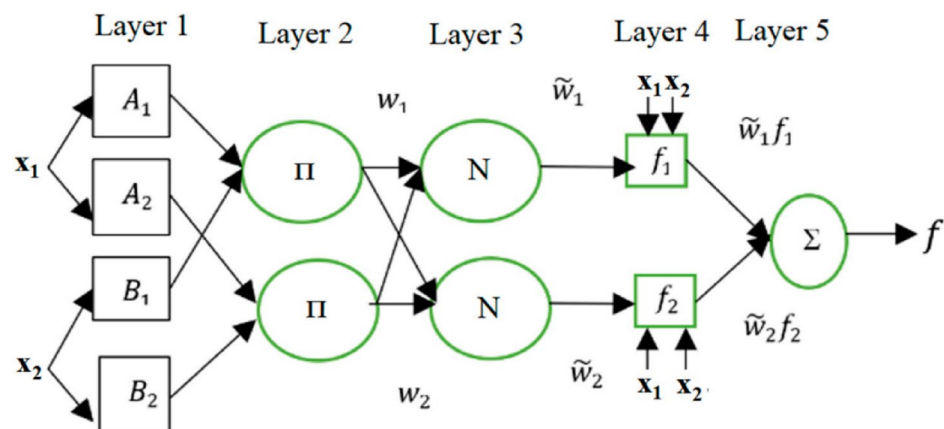 Layer 1 Layer 2 Layer 3 Layer 4 Layer 5
A₁ w₁ w̃₁ x₁ x₂ w̃₁f₁
x₁ Π N f₁
A₂
Σ f
B₁ Π N f₂
x₂ w̃₂f₂
B₂ w₂ w̃₂ x₁ x₂